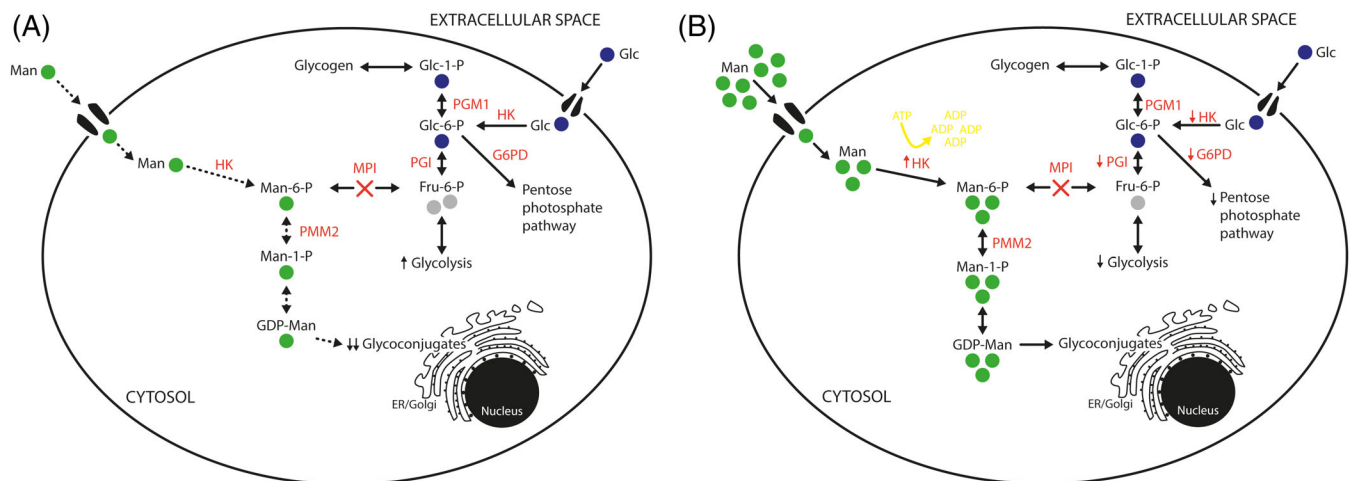 (A)
EXTRACELLULAR SPACE
Man
Glycogen
Glc-1-P
Glc
PGM1
HK
Glc-6-P
Glc
Man
HK
MPI
PGI
G6PD
Man-6-P
Fru-6-P
Pentose
photosphate
pathway
PMM2
Man-1-P
↑ Glycolysis
GDP-Man
↓↓ Glycoconjugates
CYTOSOL
ER/Golgi
Nucleus
(B)
EXTRACELLULAR SPACE
Man
Glycogen
Glc-1-P
Glc
ATP
ADP
ADP ADP
ADP
PGM1
↓ HK
Glc-6-P
Glc
Man
↑ HK
MPI
↓ PGI
↓ G6PD
Man-6-P
Fru-6-P
↓ Pentose
photosphate
pathway
PMM2
Man-1-P
↓ Glycolysis
GDP-Man
Glycoconjugates
CYTOSOL
ER/Golgi
Nucleus